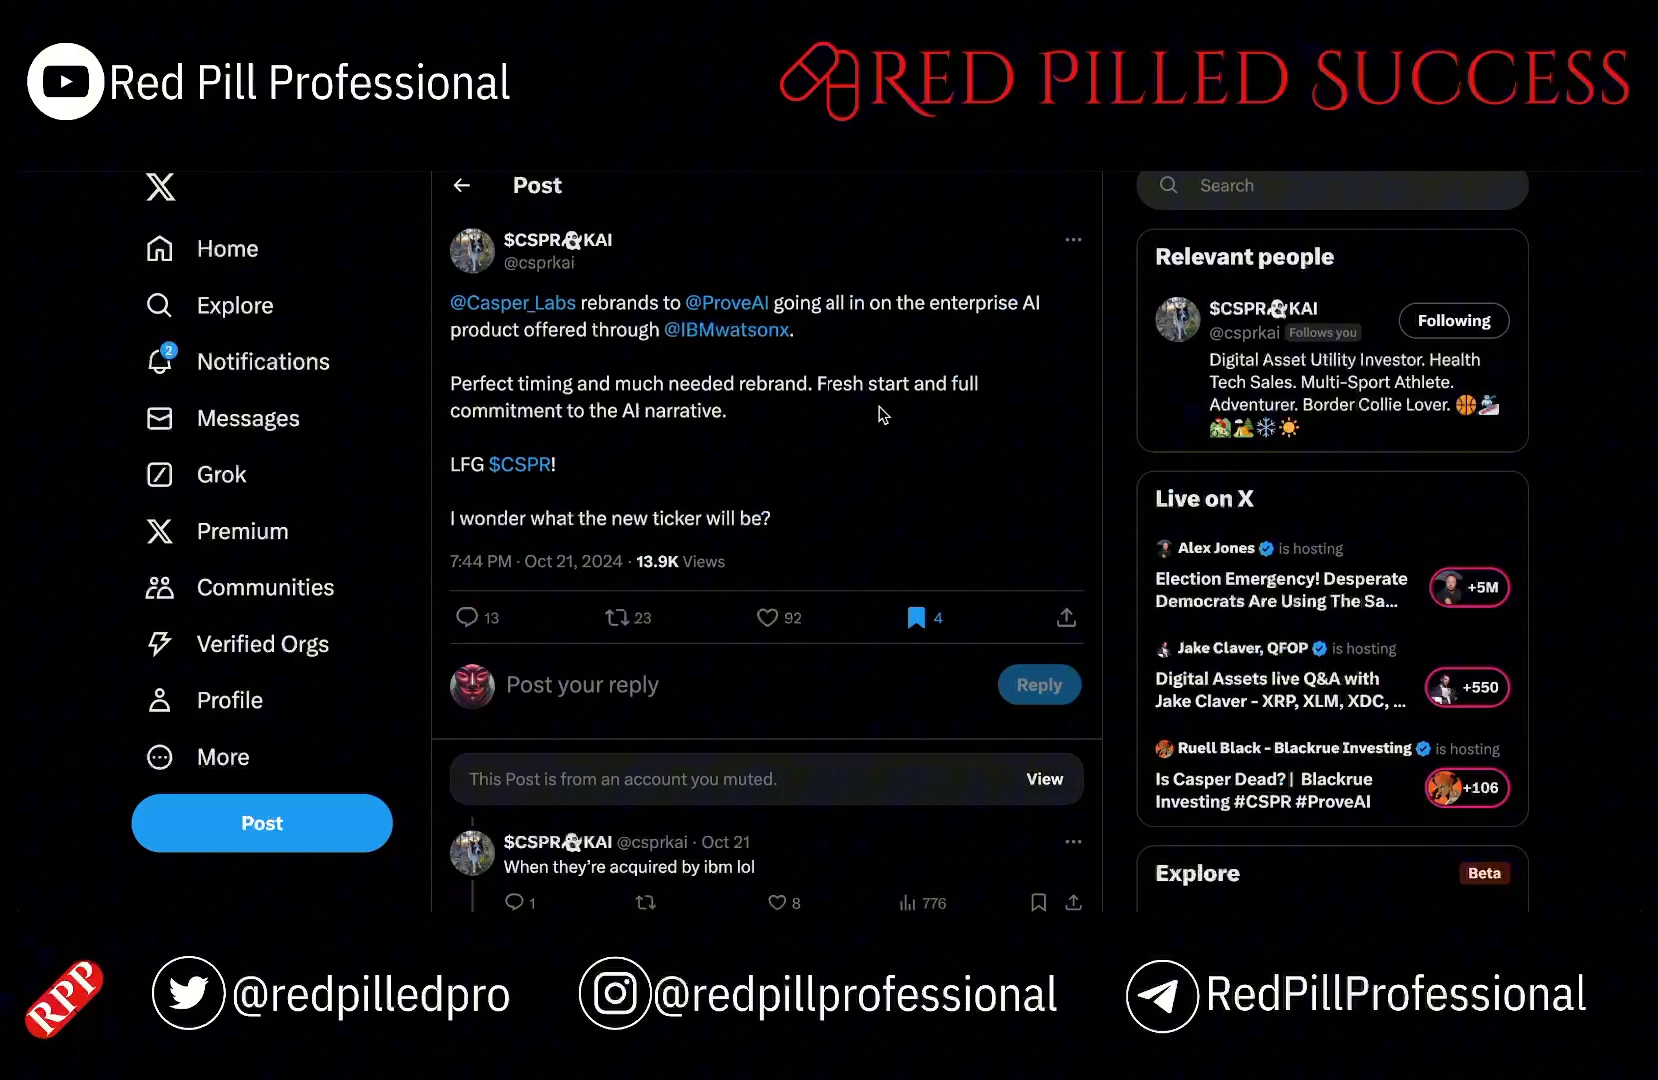 Red Pill Professional
RED PILLED SUCCESS
Home
Explore
2
Notifications
Messages
Grok
Premium
Communities
Verified Orgs
Profile
More
Post
Post
$CSPR👻KAI
@csprkai
@Casper_Labs rebrands to @ProveAI going all in on the enterprise AI
product offered through @IBMwatsonx.
Perfect timing and much needed rebrand. Fresh start and full
commitment to the AI narrative.
LFG $CSPR!
I wonder what the new ticker will be?
7:44 PM · Oct 21, 2024 · 13.9K Views
13 23 92 4
Post your reply
Reply
This Post is from an account you muted.
View
$CSPR👻KAI @csprkai · Oct 21
When they're acquired by ibm lol
1 8 776
Search
Relevant people
$CSPR👻KAI
@csprkai Follows you
Following
Digital Asset Utility Investor. Health
Tech Sales. Multi-Sport Athlete.
Adventurer. Border Collie Lover. 🏀🏂
🚵🏕️❄️☀️
Live on X
Alex Jones is hosting
Election Emergency! Desperate
Democrats Are Using The Sa...
+5M
Jake Claver, QFOP is hosting
Digital Assets live Q&A with
Jake Claver - XRP, XLM, XDC, ...
+550
Ruell Black - Blackrue Investing is hosting
Is Casper Dead? | Blackrue
Investing #CSPR #ProveAI
+106
Explore
Beta
RPP
@redpilledpro
@redpillprofessional
RedPillProfessional